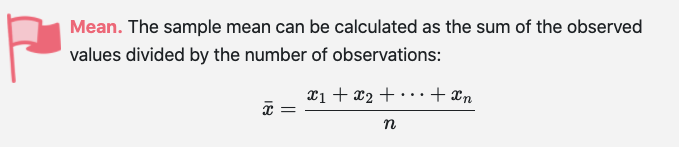 Mean. The sample mean can be calculated as the sum of the observed
values divided by the number of observations:
x̄ = (x₁ + x₂ + ⋯ + xₙ) / n